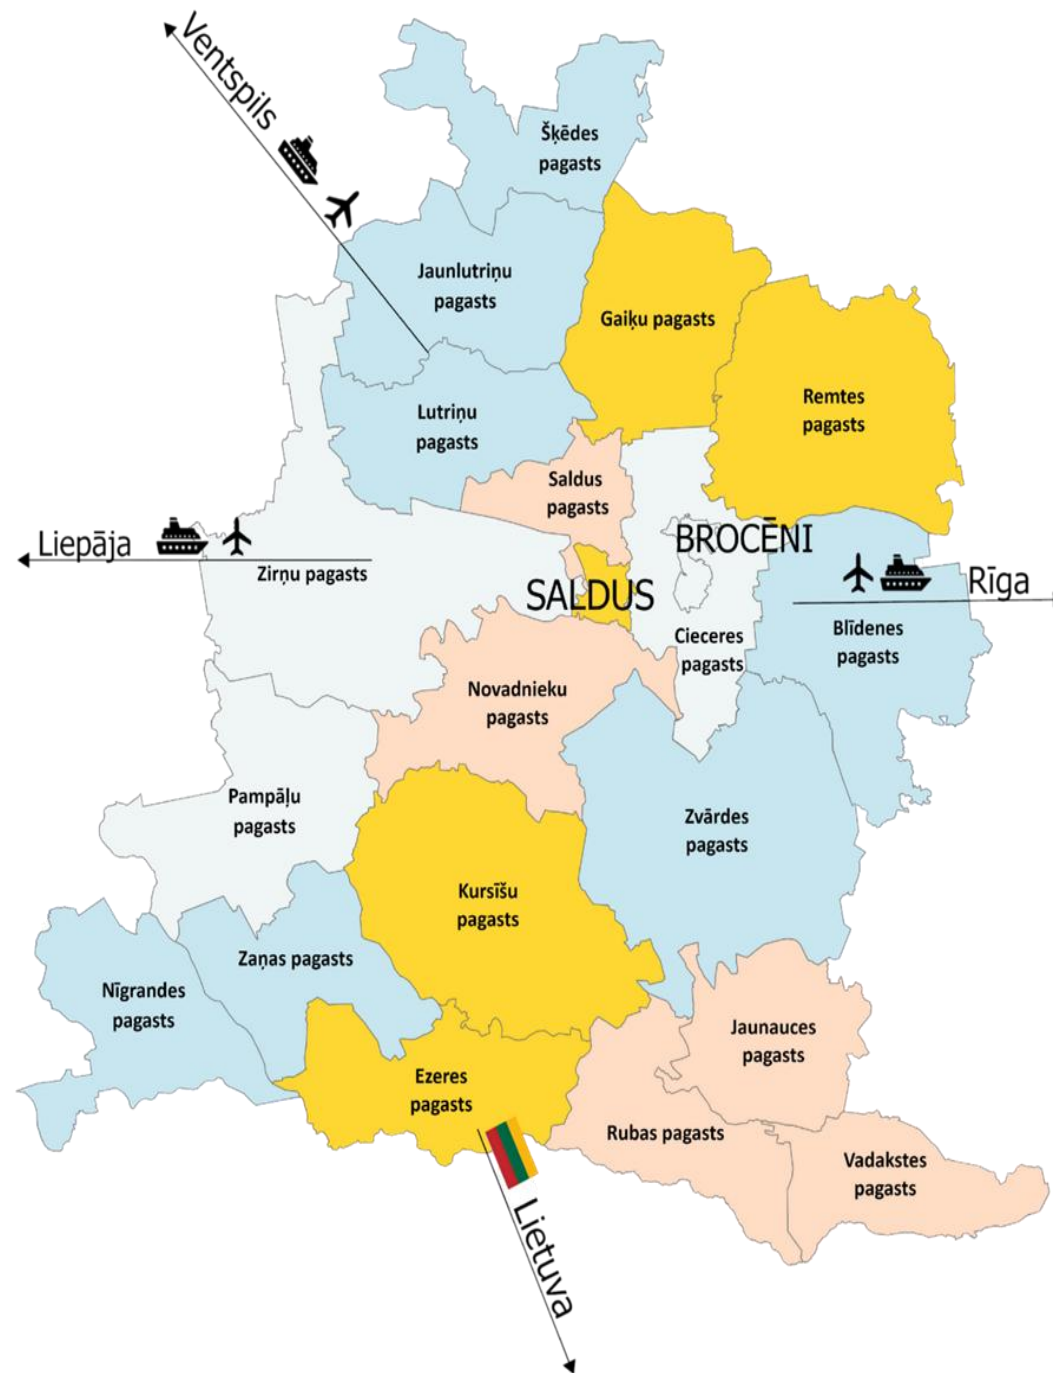 Ventspils
Šķēdes
pagasts
Jaunlutriņu
pagasts
Gaiķu pagasts
Remtes
pagasts
Lutriņu
pagasts
Saldus
pagasts
BROCĒNI
Liepāja
Zirņu pagasts
SALDUS
Rīga
Cieceres
pagasts
Blīdenes
pagasts
Novadnieku
pagasts
Pampāļu
pagasts
Zvārdes
pagasts
Kursīšu
pagasts
Zaņas pagasts
Nīgrandes
pagasts
Jaunauces
pagasts
Ezeres
pagasts
Rubas pagasts
Vadakstes
pagasts
Lietuva